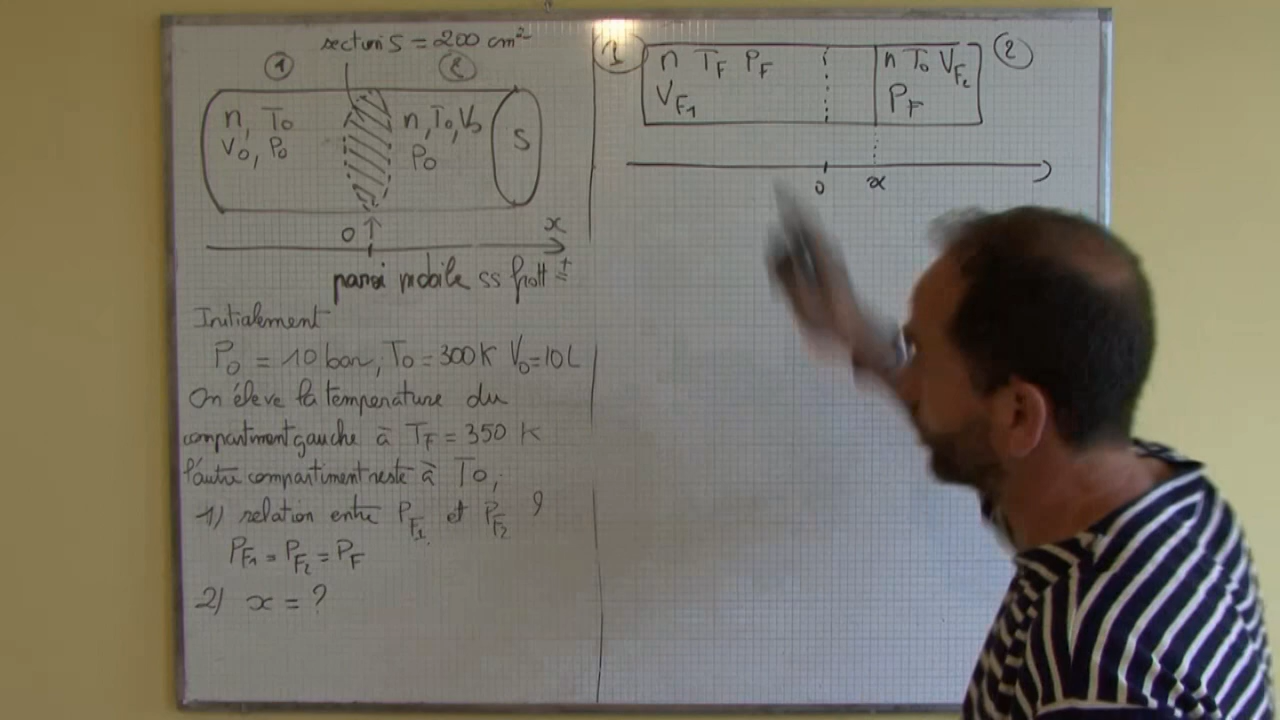 section S = 200 cm²
1
2
n, T0
V0, P0
n, T0, V0
P0
S
0
x
paroi mobile ss frott t
Initialement
P0 = 10 bar, T0 = 300 K V0 = 10 L
On élève la température du
compartiment gauche à TF = 350 K
l'autre compartiment reste à T0,
1) relation entre PF1 et PF2 ?
PF1 = PF2 = PF
2) x = ?
1
n TF PF
VF1
n T0 VF2
PF
2
0
x